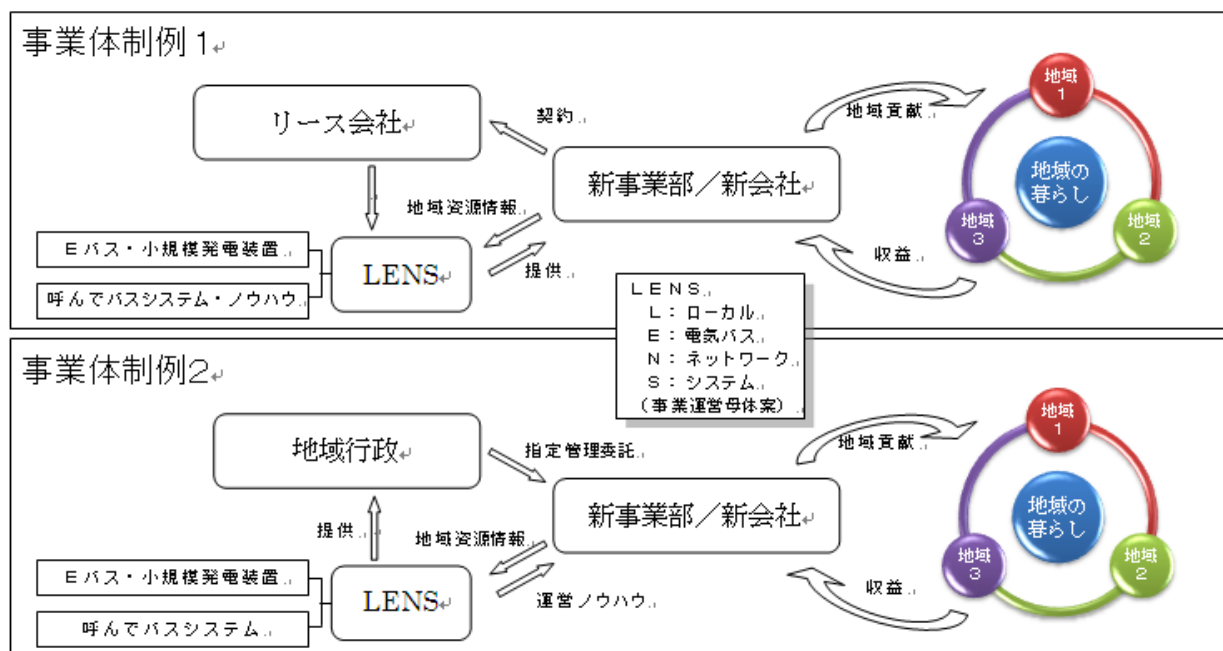 事業体制例1
リース会社
契約
地域貢献
地域
1
新事業部／新会社
地域の
暮らし
地域資源情報
地域
3
地域
2
Eバス・小規模発電装置
LENS
提供
収益
呼んでバスシステム・ノウハウ
LENS
L：ローカル
E：電気バス
N：ネットワーク
S：システム
（事業運営母体案）
事業体制例2
地域行政
指定管理委託
地域貢献
地域
1
新事業部／新会社
地域の
暮らし
提供
地域資源情報
地域
3
地域
2
Eバス・小規模発電装置
LENS
運営ノウハウ
収益
呼んでバスシステム